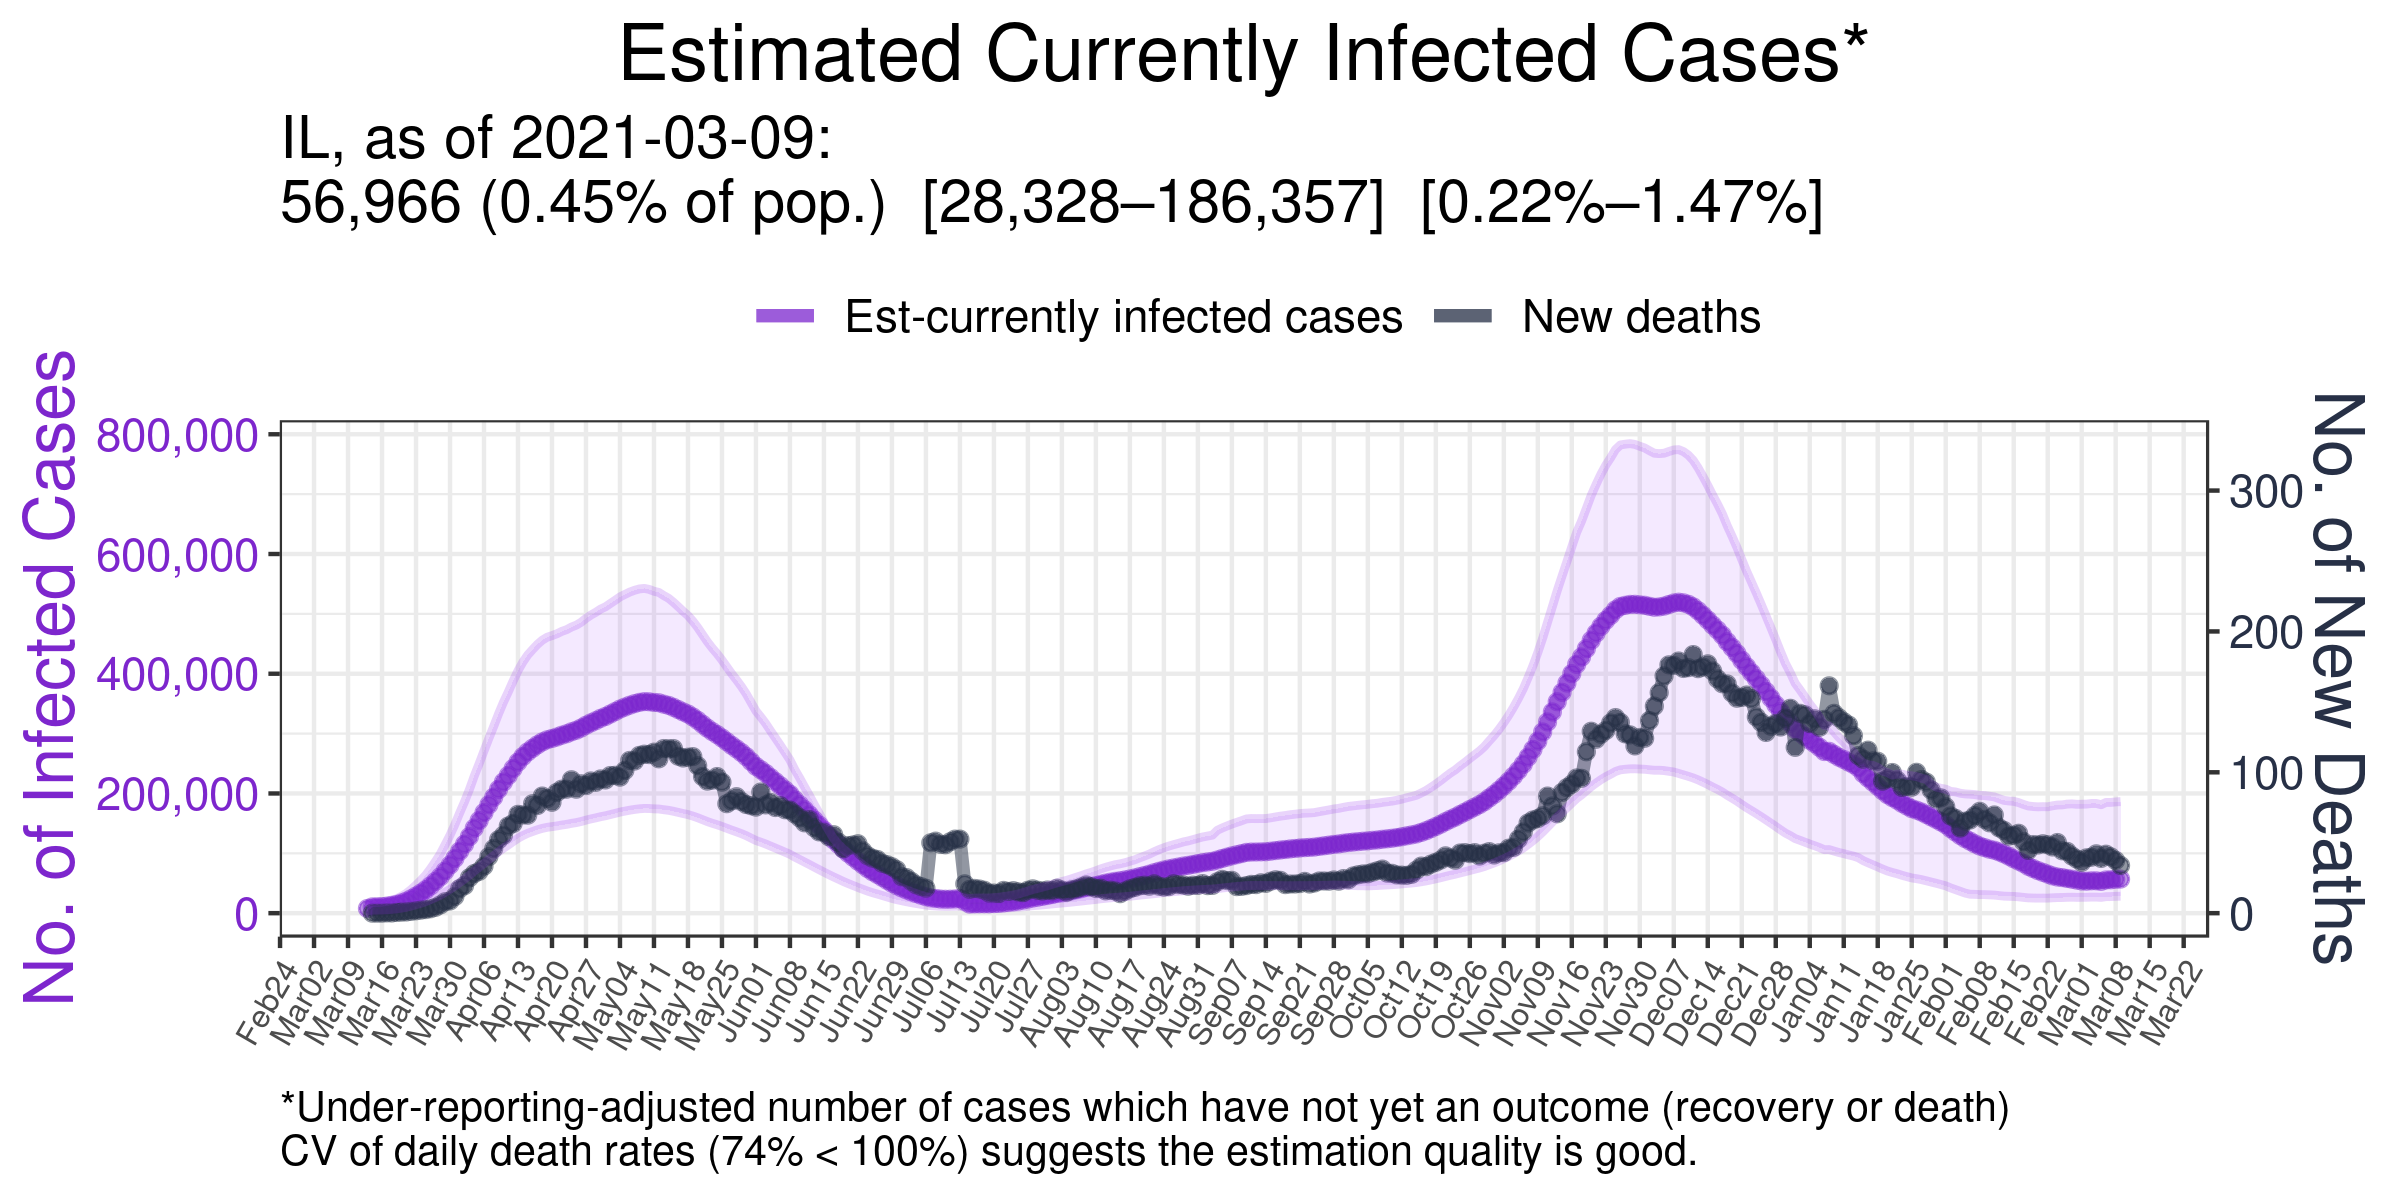 Estimated Currently Infected Cases*
IL, as of 2021-03-09:
56,966 (0.45% of pop.)  [28,328–186,357]  [0.22%–1.47%]
Est-currently infected cases
New deaths
No. of Infected Cases
800,000
600,000
400,000
200,000
0
300
200
100
0
No. of New Deaths
Feb24
Mar02
Mar09
Mar16
Mar23
Mar30
Apr06
Apr13
Apr20
Apr27
May04
May11
May18
May25
Jun01
Jun08
Jun15
Jun22
Jun29
Jul06
Jul13
Jul20
Jul27
Aug03
Aug10
Aug17
Aug24
Aug31
Sep07
Sep14
Sep21
Sep28
Oct05
Oct12
Oct19
Oct26
Nov02
Nov09
Nov16
Nov23
Nov30
Dec07
Dec14
Dec21
Dec28
Jan04
Jan11
Jan18
Jan25
Feb01
Feb08
Feb15
Feb22
Mar01
Mar08
Mar15
Mar22
*Under-reporting-adjusted number of cases which have not yet an outcome (recovery or death)
CV of daily death rates (74% < 100%) suggests the estimation quality is good.